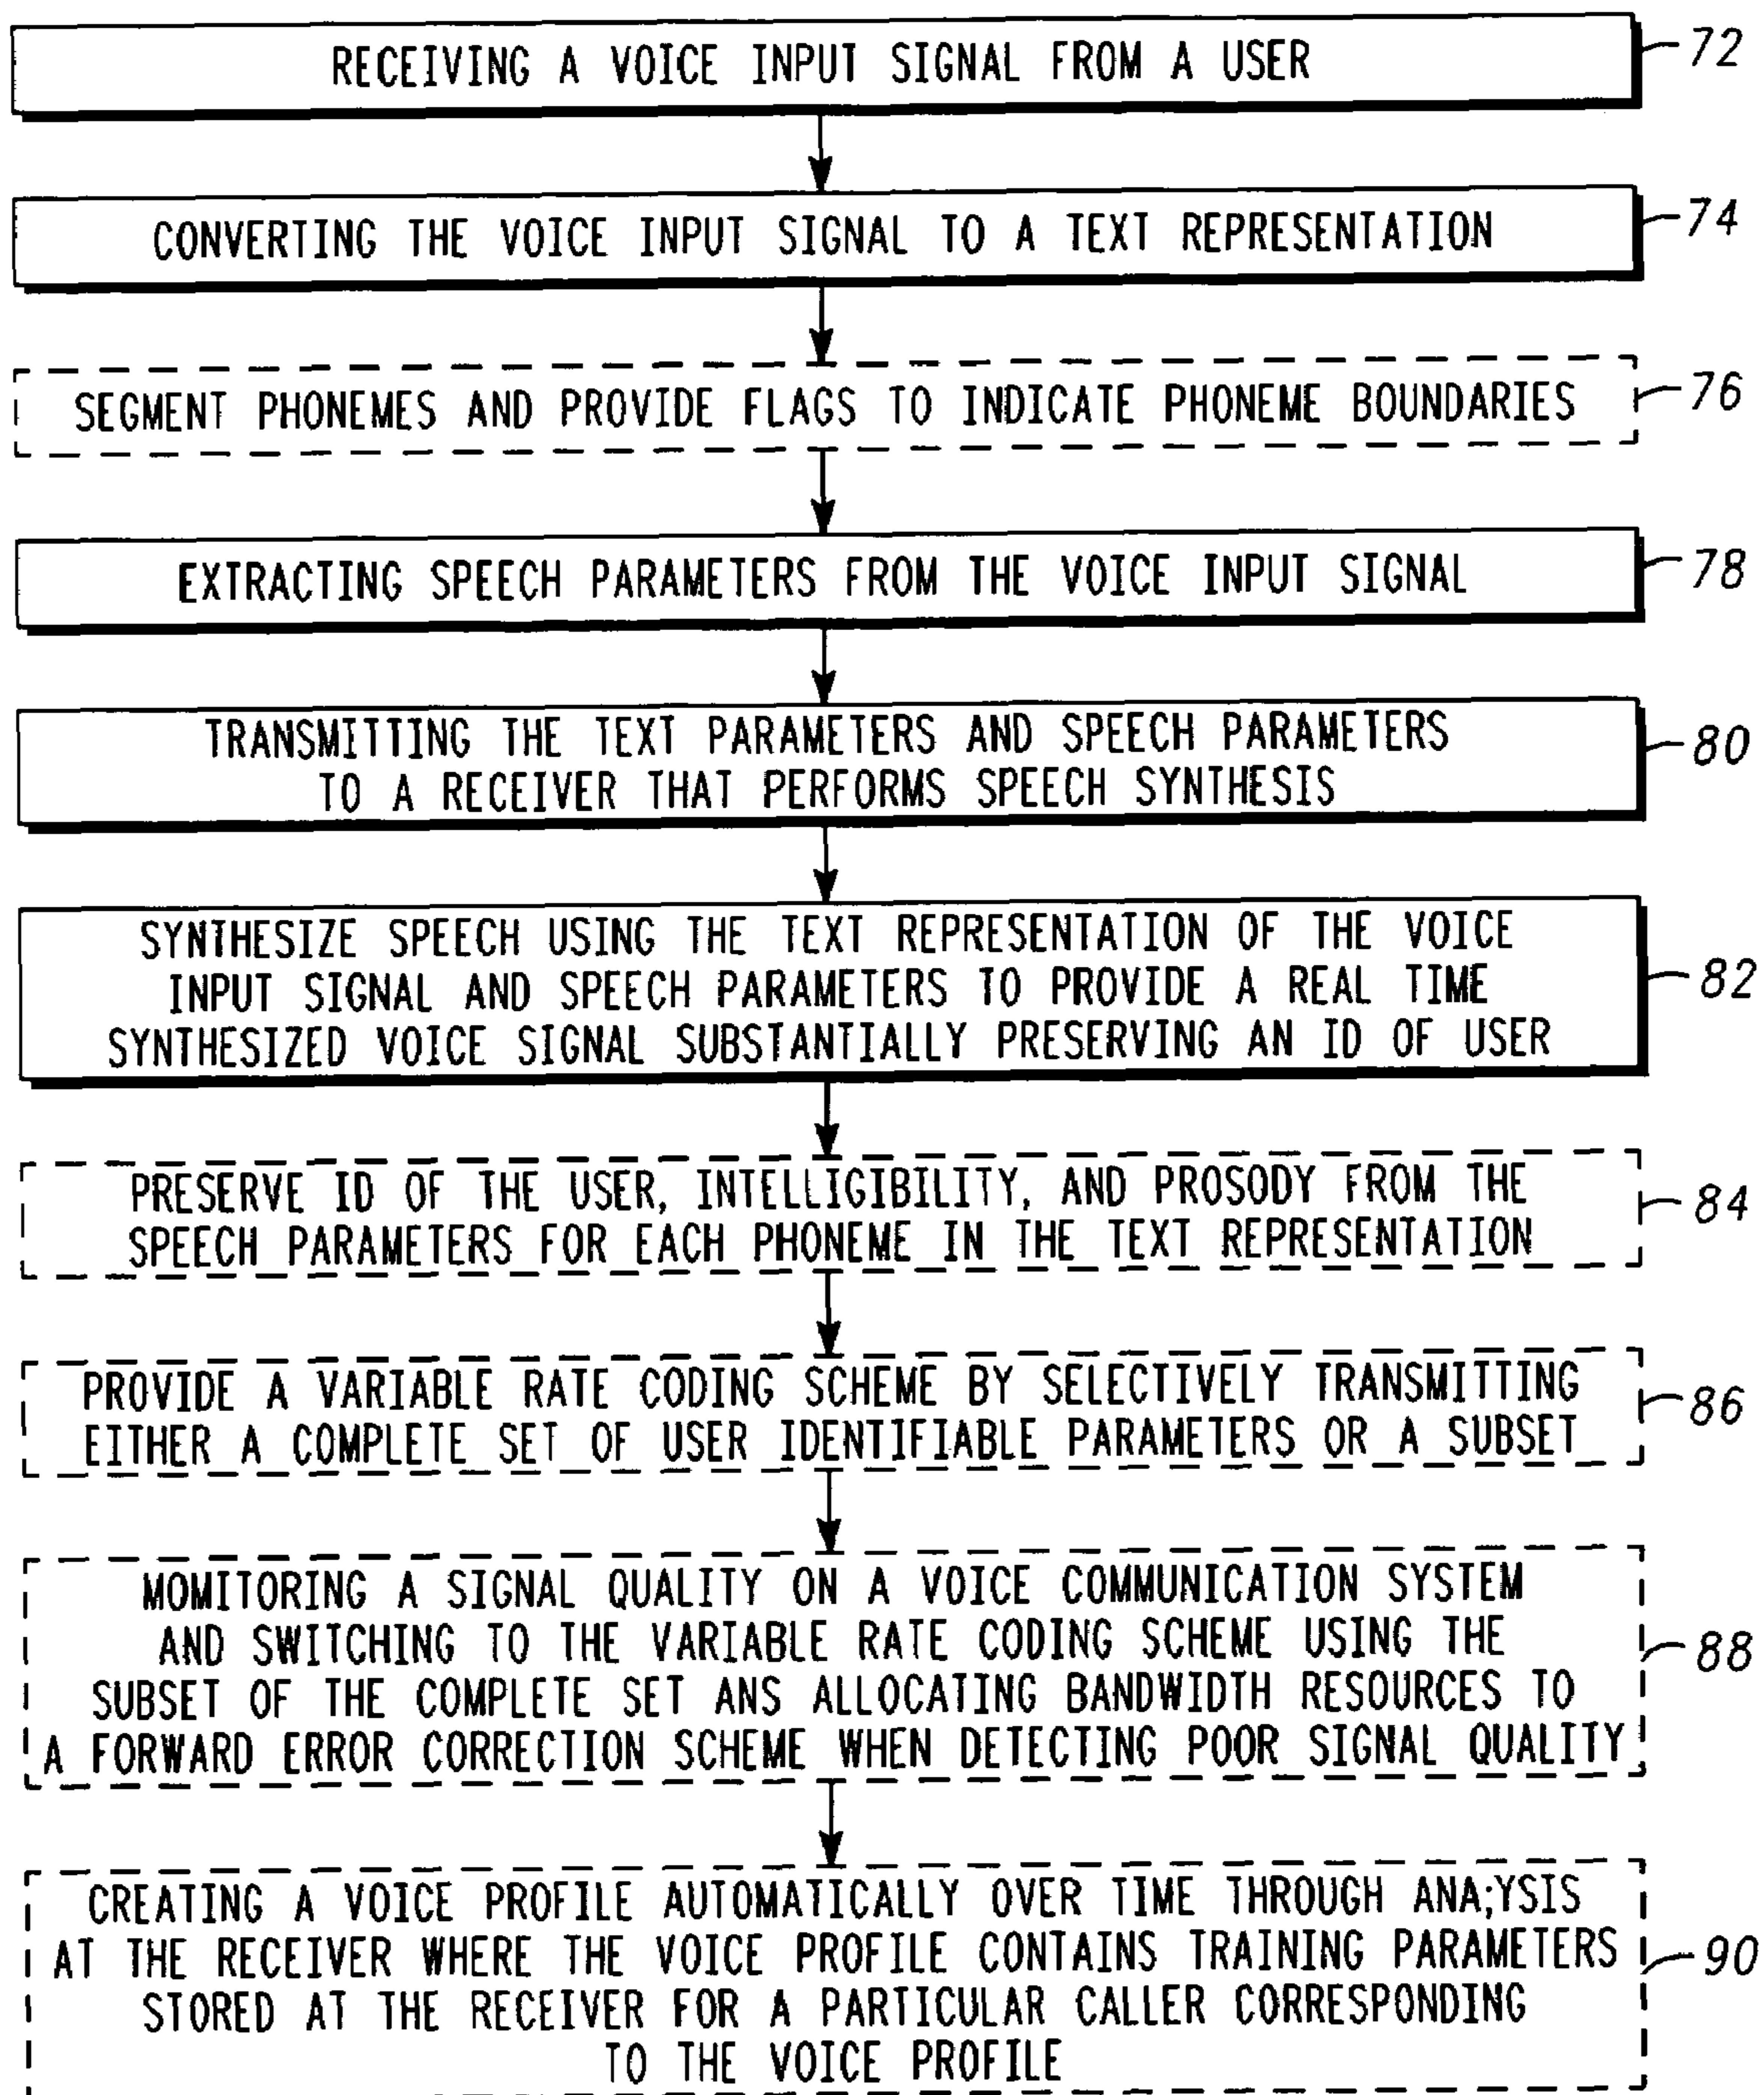 RECEIVING A VOICE INPUT SIGNAL FROM A USER
72
CONVERTING THE VOICE INPUT SIGNAL TO A TEXT REPRESENTATION
74
SEGMENT PHONEMES AND PROVIDE FLAGS TO INDICATE PHONEME BOUNDARIES
76
EXTRACTING SPEECH PARAMETERS FROM THE VOICE INPUT SIGNAL
78
TRANSMITTING THE TEXT PARAMETERS AND SPEECH PARAMETERS
TO A RECEIVER THAT PERFORMS SPEECH SYNTHESIS
80
SYNTHESIZE SPEECH USING THE TEXT REPRESENTATION OF THE VOICE
INPUT SIGNAL AND SPEECH PARAMETERS TO PROVIDE A REAL TIME
SYNTHESIZED VOICE SIGNAL SUBSTANTIALLY PRESERVING AN ID OF USER
82
PRESERVE ID OF THE USER, INTELLIGIBILITY, AND PROSODY FROM THE
SPEECH PARAMETERS FOR EACH PHONEME IN THE TEXT REPRESENTATION
84
PROVIDE A VARIABLE RATE CODING SCHEME BY SELECTIVELY TRANSMITTING
EITHER A COMPLETE SET OF USER IDENTIFIABLE PARAMETERS OR A SUBSET
86
MOMITORING A SIGNAL QUALITY ON A VOICE COMMUNICATION SYSTEM
AND SWITCHING TO THE VARIABLE RATE CODING SCHEME USING THE
SUBSET OF THE COMPLETE SET ANS ALLOCATING BANDWIDTH RESOURCES TO
A FORWARD ERROR CORRECTION SCHEME WHEN DETECTING POOR SIGNAL QUALITY
88
CREATING A VOICE PROFILE AUTOMATICALLY OVER TIME THROUGH ANA;YSIS
AT THE RECEIVER WHERE THE VOICE PROFILE CONTAINS TRAINING PARAMETERS
STORED AT THE RECEIVER FOR A PARTICULAR CALLER CORRESPONDING
TO THE VOICE PROFILE
90